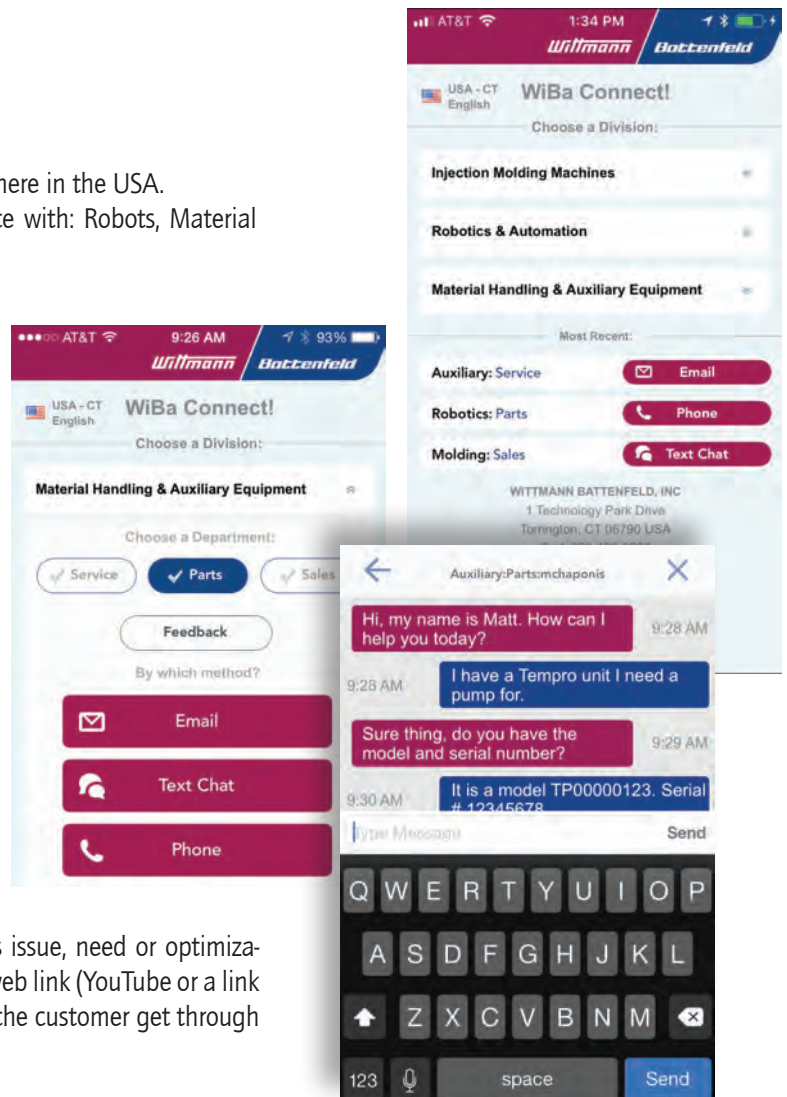 AT&T 1:34 PM
Wittmann Battenfeld
USA - CT
English
WiBa Connect!
Choose a Division:
Injection Molding Machines
Robotics & Automation
Material Handling & Auxiliary Equipment
Most Recent:
Auxiliary: Service Email
Robotics: Parts Phone
Molding: Sales Text Chat
WITTMANN BATTENFELD, INC
1 Technology Park Drive
Torrington, CT 06790 USA
here in the USA.
with: Robots, Material
AT&T 9:26 AM 93%
Wittmann Battenfeld
USA - CT
English
WiBa Connect!
Choose a Division:
Material Handling & Auxiliary Equipment
Choose a Department:
Service Parts Sales
Feedback
By which method?
Email
Text Chat
Phone
Auxiliary:Parts:mchaponis
Hi, my name is Matt. How can I
help you today?
9:28 AM
9:28 AM
I have a Tempro unit I need a
pump for.
Sure thing, do you have the
model and serial number?
9:29 AM
9:30 AM
It is a model TP00000123. Serial
# 12345678
Type Message Send
Q W E R T Y U I O P
A S D F G H J K L
Z X C V B N M
123 space Send
issue, need or optimiza-
web link (YouTube or a link
the customer get through